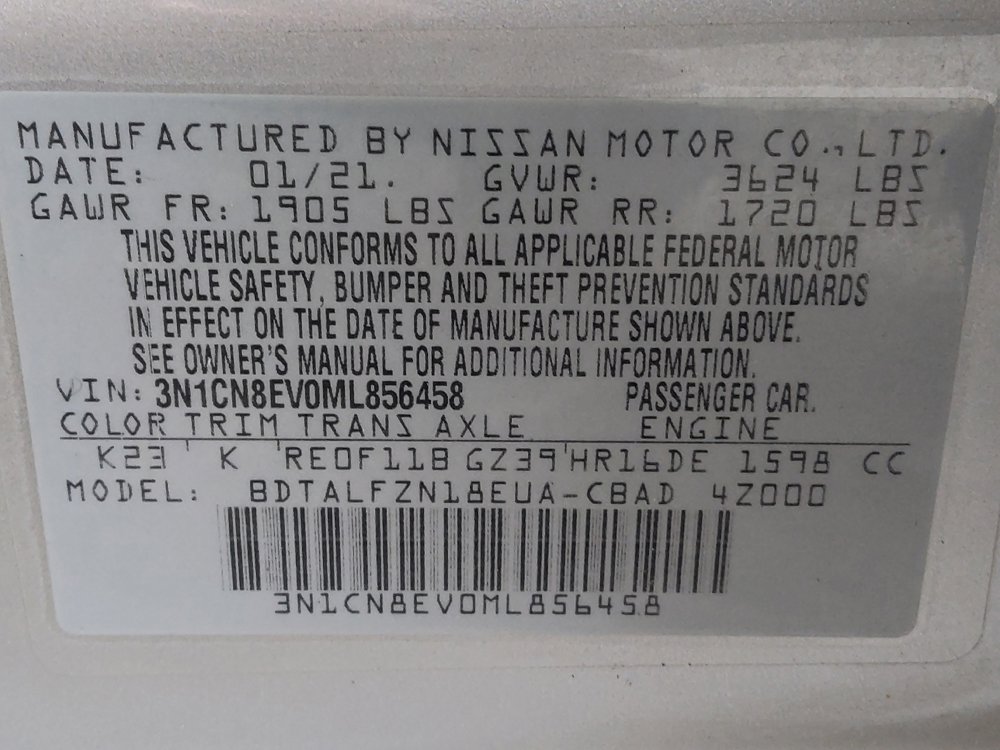 MANUFACTURED BY NISSAN MOTOR CO., LTD.
DATE: 01/21. GVWR: 3624 LBS
GAWR FR: 1905 LBS GAWR RR: 1720 LBS
THIS VEHICLE CONFORMS TO ALL APPLICABLE FEDERAL MOTOR
VEHICLE SAFETY, BUMPER AND THEFT PREVENTION STANDARDS
IN EFFECT ON THE DATE OF MANUFACTURE SHOWN ABOVE.
SEE OWNER'S MANUAL FOR ADDITIONAL INFORMATION.
VIN: 3N1CN8EV0ML856458 PASSENGER CAR.
COLOR TRIM TRANS AXLE ENGINE
K23 ' K ' RE0F11B GZ39 ' HR16DE 1598 CC
MODEL: BDTALFZN18EUA-CBAD 4Z000
3N1CN8EV0ML856458